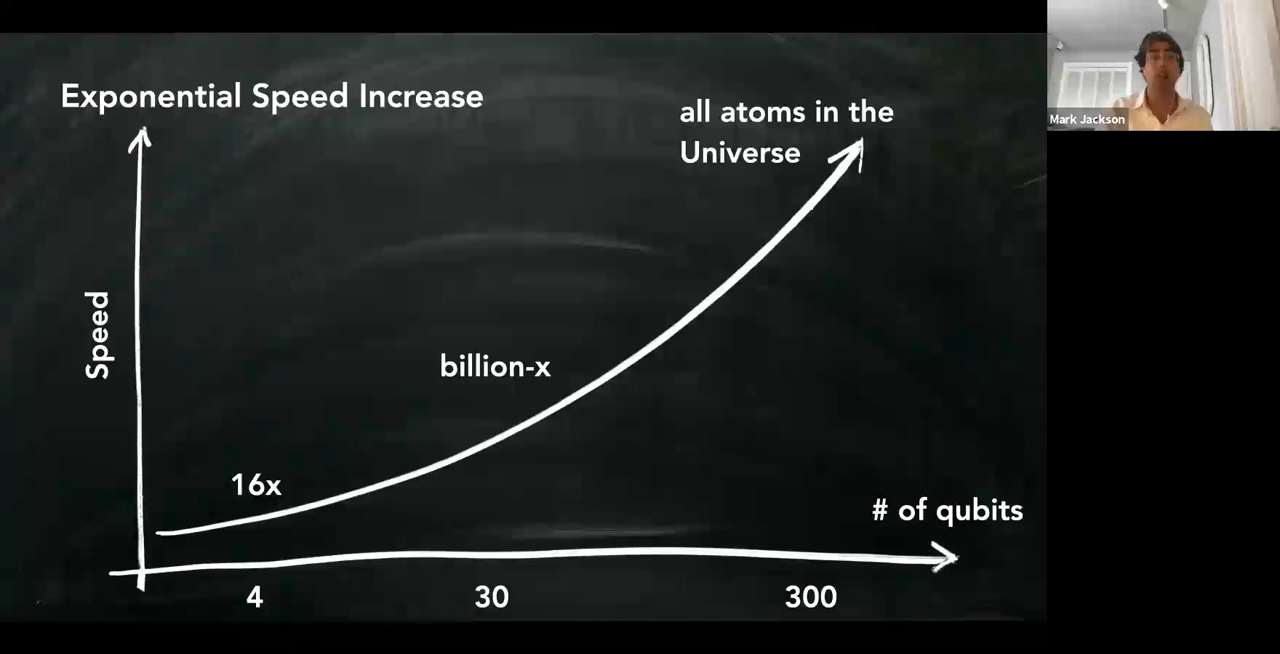 Exponential Speed Increase
all atoms in the
Universe
Mark Jackson
Speed
billion-x
16x
# of qubits
4
30
300